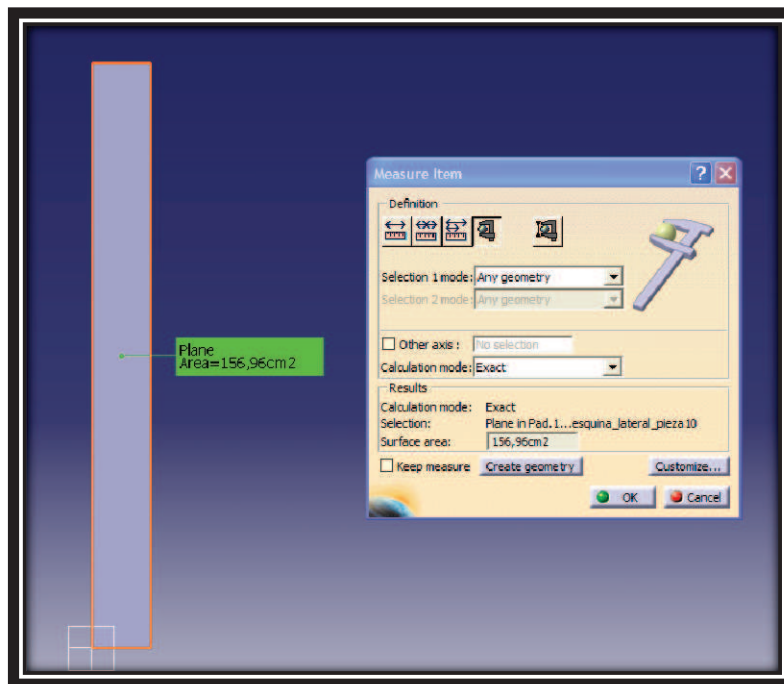 Measure Item
Definition
Selection 1 mode: Any geometry
Selection 2 mode: Any geometry
Plane
Area=156,96cm2
Other axis : No selection
Calculation mode: Exact
Results
Calculation mode: Exact
Selection: Plane in Pad.1...esquina_lateral_pieza10
Surface area: 156,96cm2
Keep measure Create geometry Customize...
OK Cancel